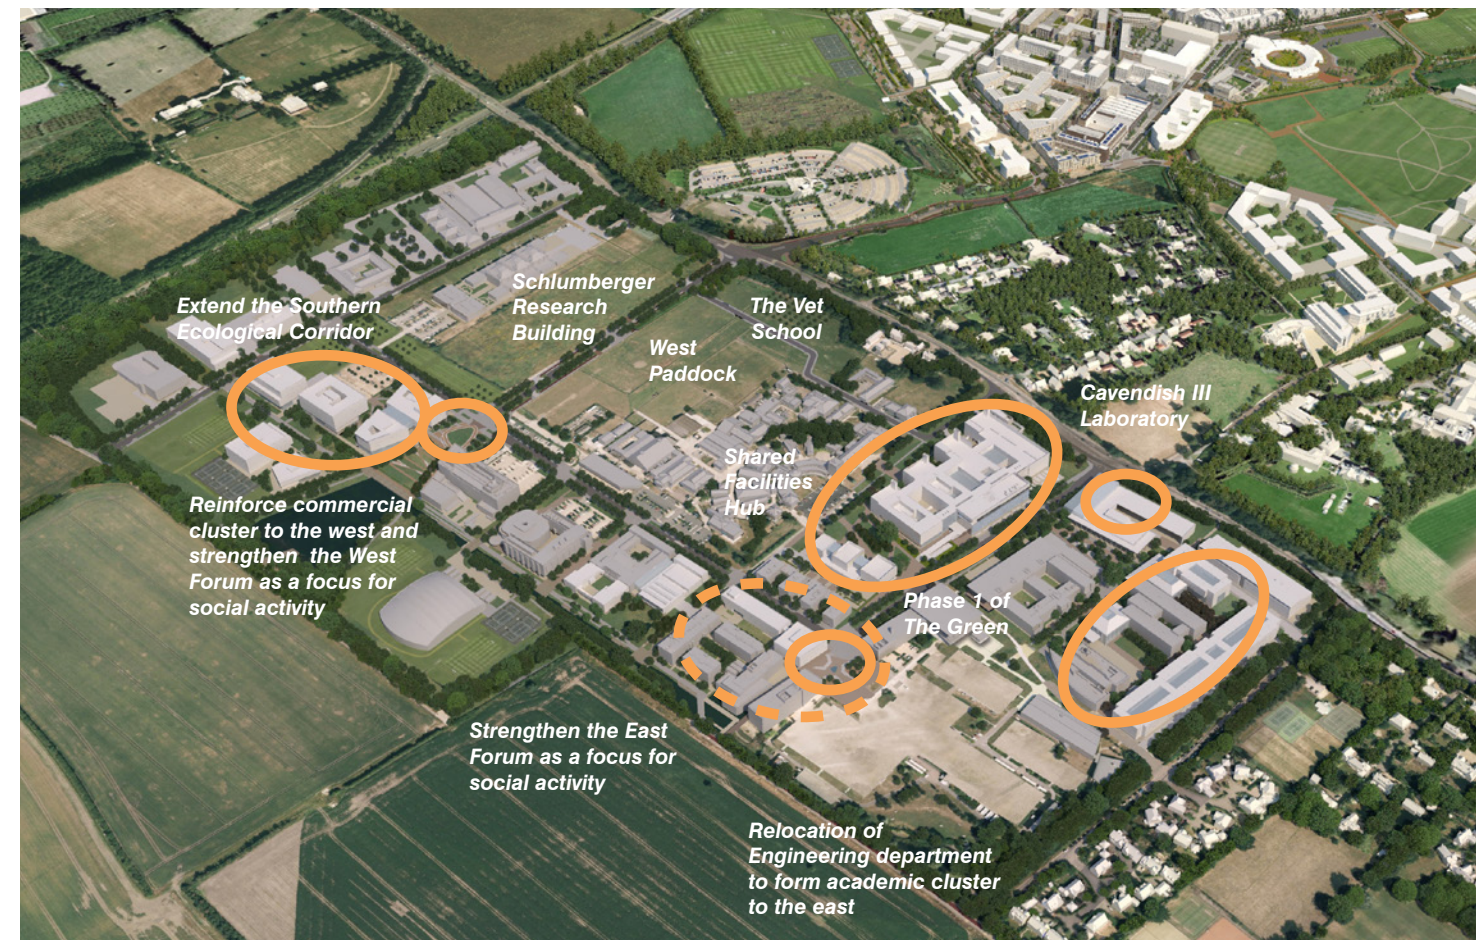 Extend the Southern
Ecological Corridor
Schlumberger
Research
Building
The Vet
School
West
Paddock
Cavendish III
Laboratory
Shared
Facilities
Hub
Reinforce commercial
cluster to the west and
strengthen  the West
Forum as a focus for
social activity
Phase 1 of
The Green
Strengthen the East
Forum as a focus for
social activity
Relocation of
Engineering department
to form academic cluster
to the east